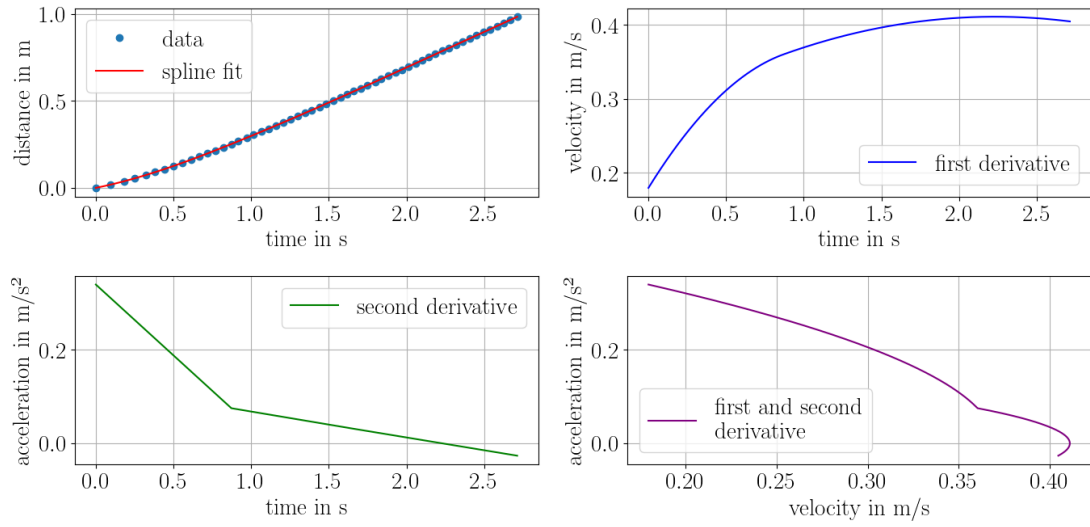 distance in m
1.0
0.5
0.0
data
spline fit
0.0 0.5 1.0 1.5 2.0 2.5
time in s
velocity in m/s
0.4
0.3
0.2
first derivative
0.0 0.5 1.0 1.5 2.0 2.5
time in s
acceleration in m/s²
0.2
0.0
second derivative
0.0 0.5 1.0 1.5 2.0 2.5
time in s
acceleration in m/s²
0.2
0.0
first and second
derivative
0.20 0.25 0.30 0.35 0.40
velocity in m/s